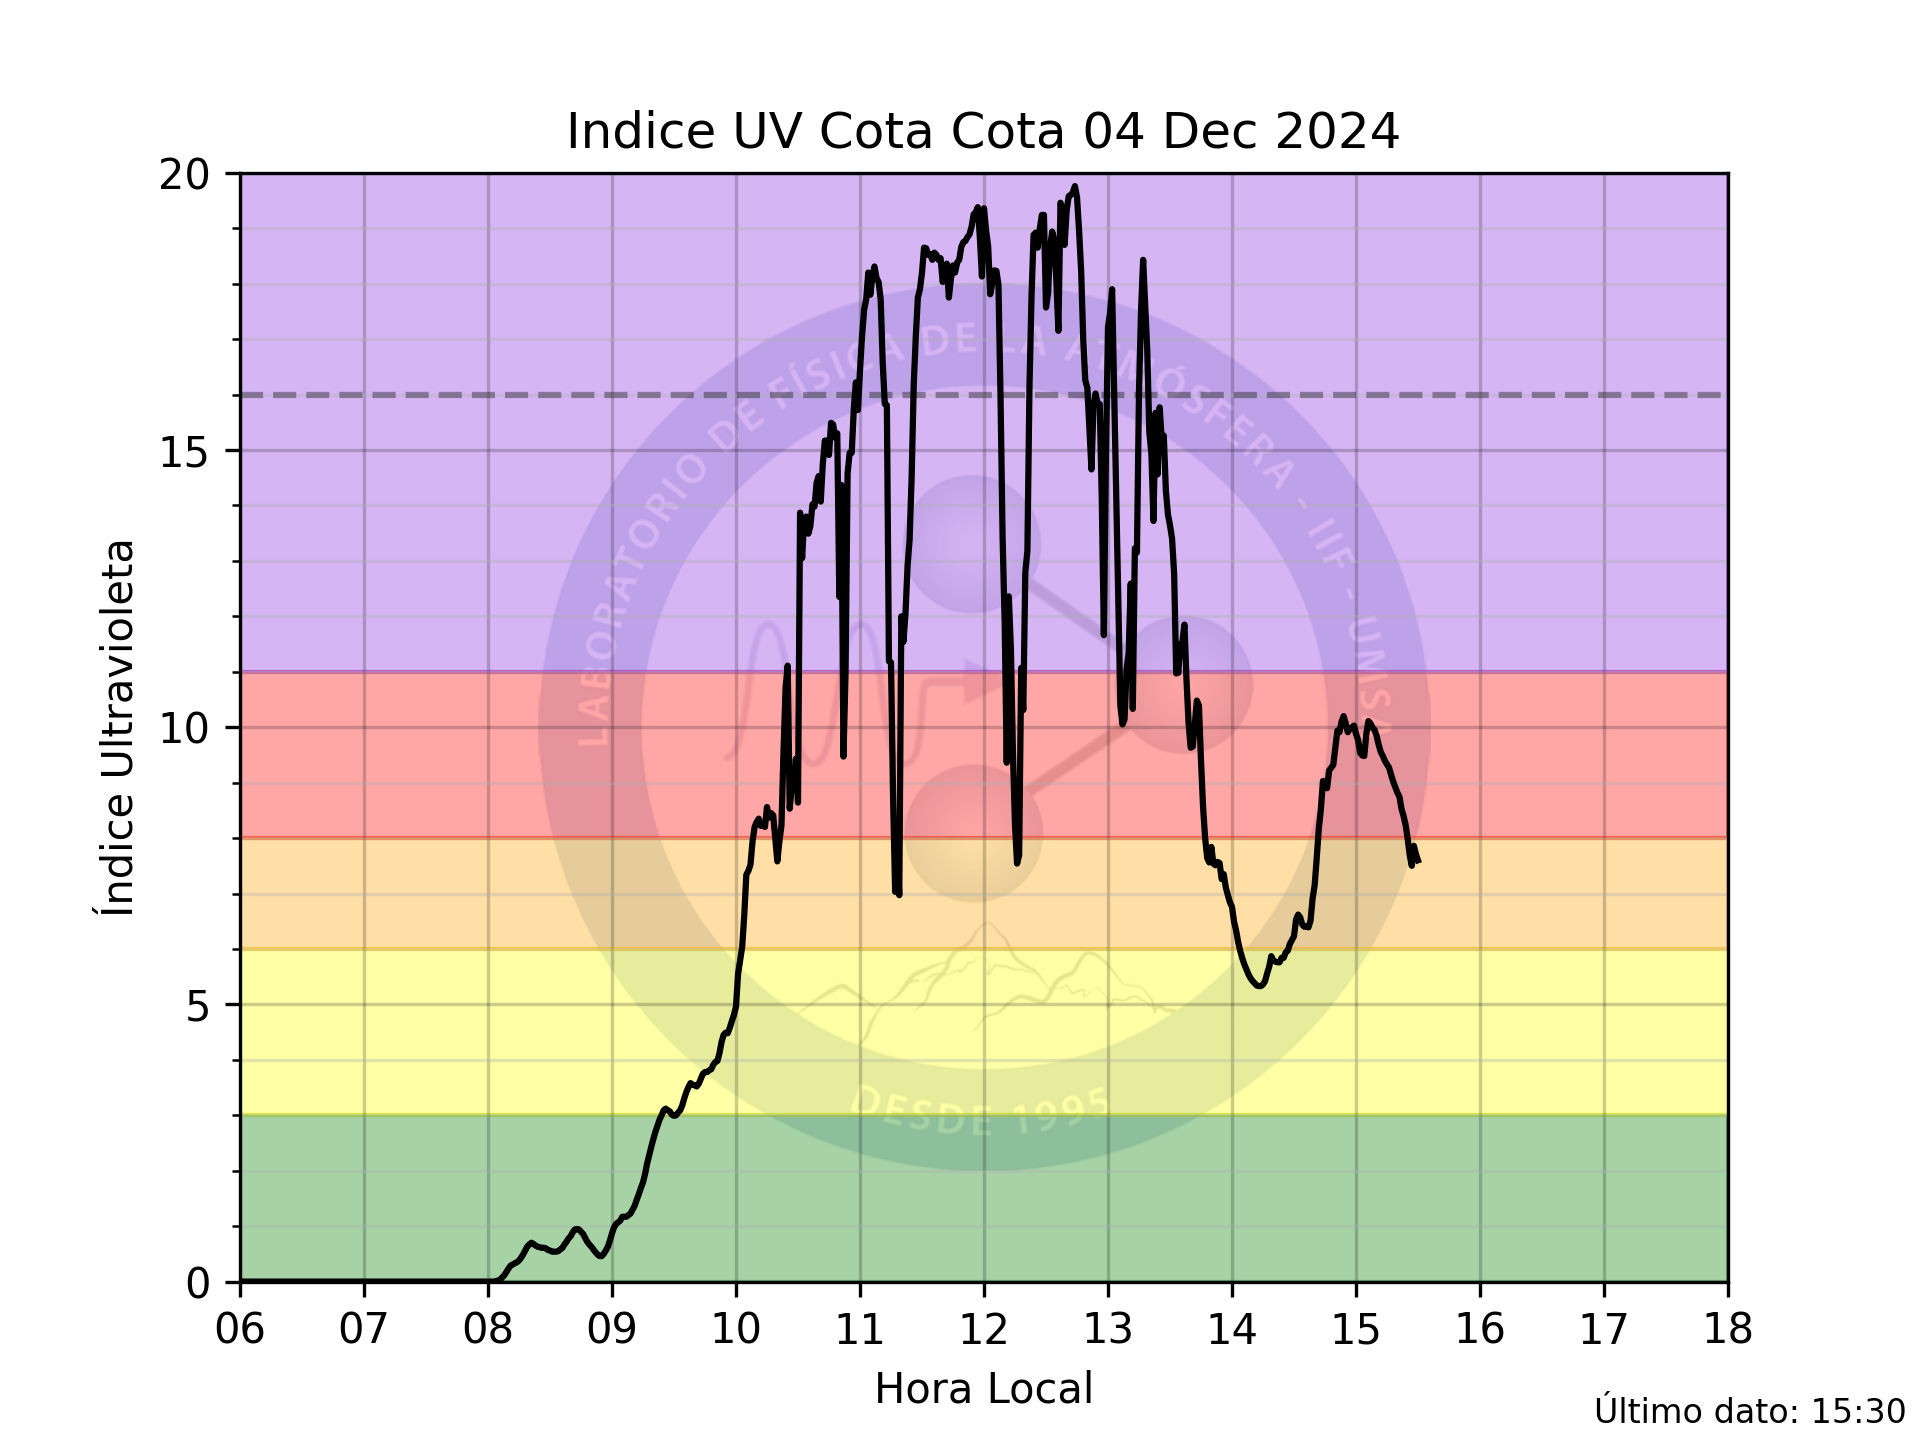 Indice UV Cota Cota 04 Dec 2024
20
15
10
5
0
Índice Ultravioleta
LABORATORIO DE FÍSICA DE LA ATMÓSFERA - IIF - UMSA
DESDE 1995
06 07 08 09 10 11 12 13 14 15 16 17 18
Hora Local
Último dato: 15:30